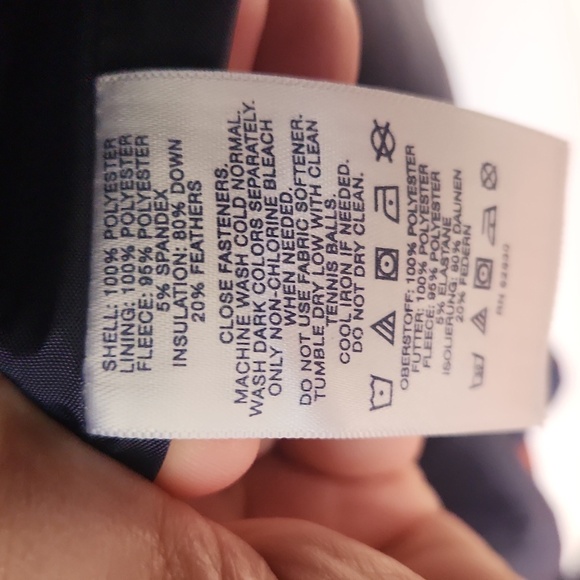 SHELL: 100% POLYESTER
LINING: 100% POLYESTER
FLEECE: 95% POLYESTER
5% SPANDEX
INSULATION: 80% DOWN
20% FEATHERS
CLOSE FASTENERS.
MACHINE WASH COLD NORMAL.
WASH DARK COLORS SEPARATELY.
ONLY NON-CHLORINE BLEACH
WHEN NEEDED.
DO NOT USE FABRIC SOFTENER.
TUMBLE DRY LOW WITH CLEAN
TENNIS BALLS.
COOL IRON IF NEEDED.
DO NOT DRY CLEAN.
OBERSTOFF: 100% POLYESTER
FUTTER: 100% POLYESTER
FLEECE: 95% POLYESTER
5% ELASTANE
ISOLIERUNG: 80% DAUNEN
20% FEDERN
RN